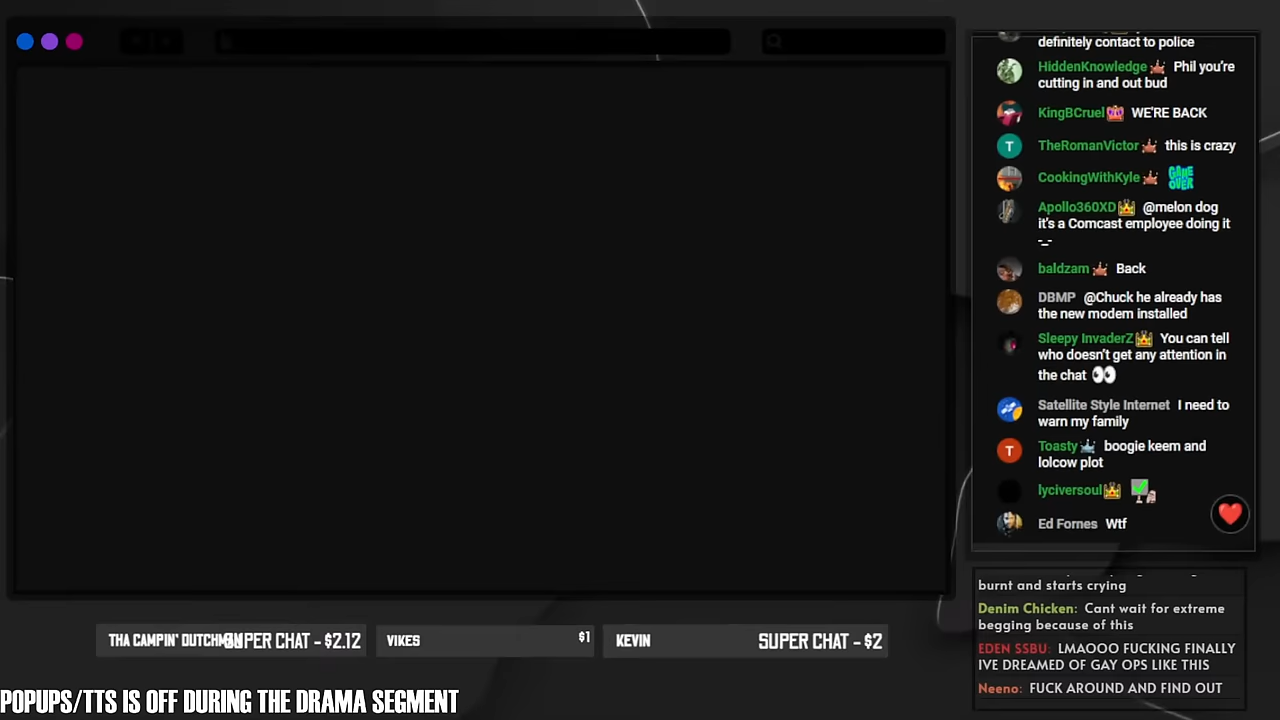 definitely contact to police
HiddenKnowledge Phil you're
cutting in and out bud
KingBCruel WE'RE BACK
T TheRomanVictor this is crazy
CookingWithKyle GAME OVER
Apollo360XD @melon dog
it's a Comcast employee doing it
-_-
baldzam Back
DBMP @Chuck he already has
the new modem installed
Sleepy InvaderZ You can tell
who doesn't get any attention in
the chat
Satellite Style Internet I need to
warn my family
T Toasty boogie keem and
lolcow plot
lyciversoul
Ed Fornes Wtf
burnt and starts crying
Denim Chicken: Cant wait for extreme
begging because of this
EDEN SSBU: LMAOOO FUCKING FINALLY
IVE DREAMED OF GAY OPS LIKE THIS
Neeno: FUCK AROUND AND FIND OUT
THA CAMPIN' DUTCHMAN SUPER CHAT - $2.12
VIKES $1
KEVIN SUPER CHAT - $2
POPUPS/TTS IS OFF DURING THE DRAMA SEGMENT